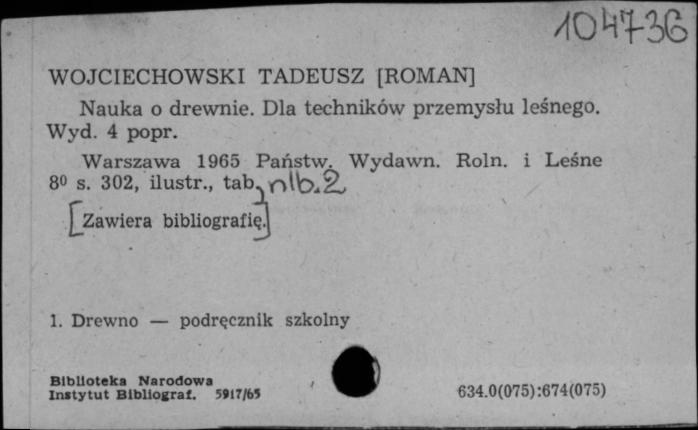 104736
WOJCIECHOWSKI TADEUSZ [ROMAN]
Nauka o drewnie. Dla techników przemysłu leśnego.
Wyd. 4 popr.
Warszawa 1965 Państw. Wydawn. Roln. i Leśne
8⁰ s. 302, ilustr., tab, nlb. 2
[Zawiera bibliografię.]
1. Drewno — podręcznik szkolny
Biblioteka Narodowa
Instytut Bibliograf. 5917/65
634.0(075):674(075)